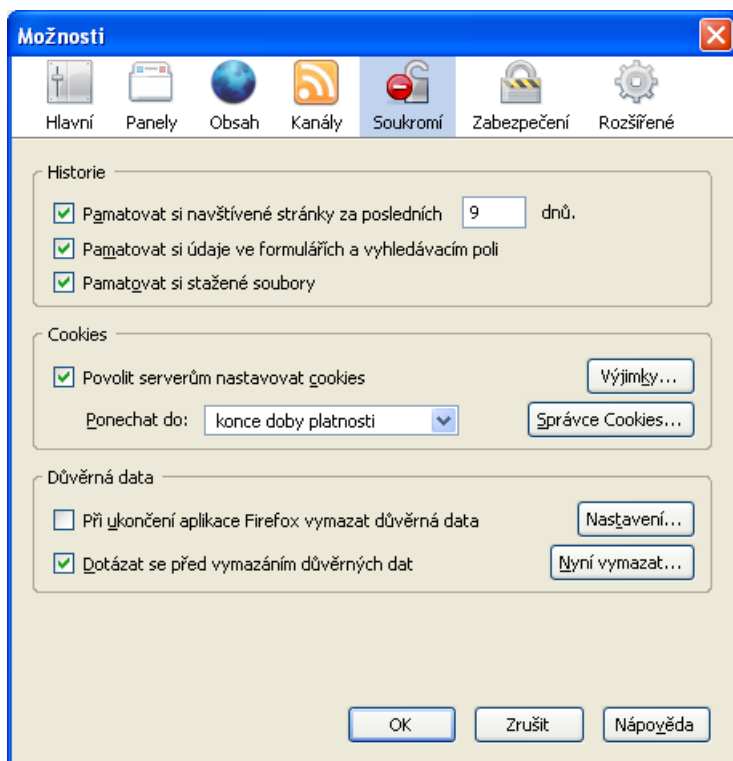 Možnosti
Hlavní Panely Obsah Kanály Soukromí Zabezpečení Rozšířené
Historie
Pamatovat si navštívené stránky za posledních 9 dnů.
Pamatovat si údaje ve formulářích a vyhledávacím poli
Pamatovat si stažené soubory
Cookies
Povolit serverům nastavovat cookies Výjimky...
Ponechat do: konce doby platnosti Správce Cookies...
Důvěrná data
Při ukončení aplikace Firefox vymazat důvěrná data Nastavení...
Dotázat se před vymazáním důvěrných dat Nyní vymazat...
OK Zrušit Nápověda